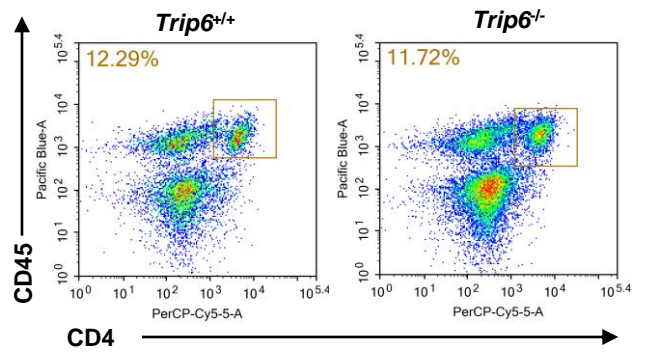 Trip6+/+
Trip6-/-
12.29%
11.72%
10^5.4
10^4
10^3
10^2
10^1
10^0
Pacific Blue-A
10^0 10^1 10^2 10^3 10^4 10^5.4
PerCP-Cy5-5-A
10^5.4
10^4
10^3
10^2
10^1
10^0
Pacific Blue-A
10^0 10^1 10^2 10^3 10^4 10^5.4
PerCP-Cy5-5-A
CD45
CD4